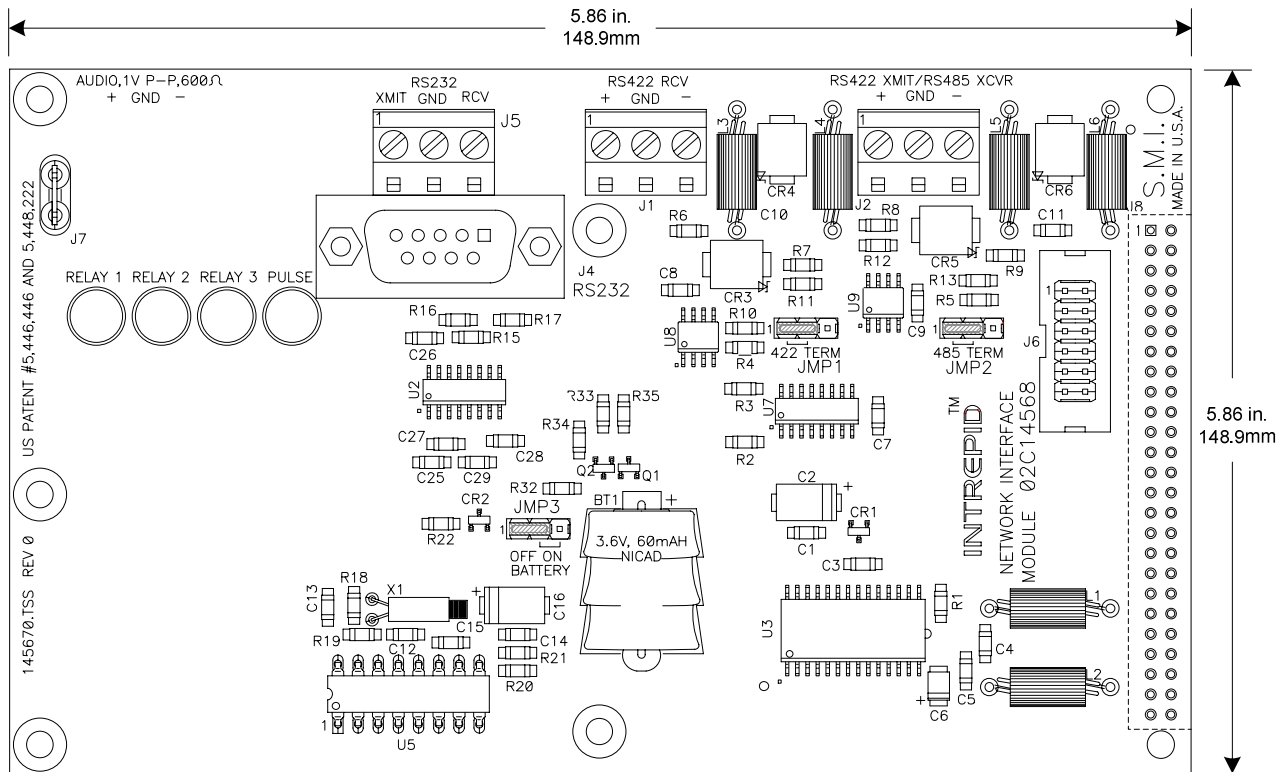 5.86 in.
148.9mm
AUDIO,1V P-P,600Ω
+ GND -
RS232
XMIT GND RCV
1
J5
RS422 RCV
+ GND -
1
J1
RS422 XMIT/RS485 XCVR
+ GND -
1
J2
L3
CR4
L4
L5
CR6
L6
S.M.I.
MADE IN U.S.A.
J8
1
J7
US PATENT #5,446,446 AND 5,448,222
RELAY 1 RELAY 2 RELAY 3 PULSE
J4
RS232
R6
C10
R8
R12
CR5
C11
R9
C8
CR3
R7
R11
U9
C9
R13
R5
1
J6
R16
R17
R15
C26
U8
R10
R4
1
422 TERM
JMP1
1
485 TERM
JMP2
U2
R33
R35
R34
R3
U7
C7
R2
C27
C28
C25
C29
Q2
Q1
R32
CR2
R22
JMP3
1
OFF ON
BATTERY
BT1
+
3.6V, 60mAH
NICAD
C2
+
C1
CR1
C3
INTREPID™
NETWORK INTERFACE
MODULE 02C14568
5.86 in.
148.9mm
145670.TSS REV 0
C13
R18
X1
+
C16
R19
C12
C15
C14
R21
R20
1
U5
U3
R1
C4
C5
+
C6
L1
L2